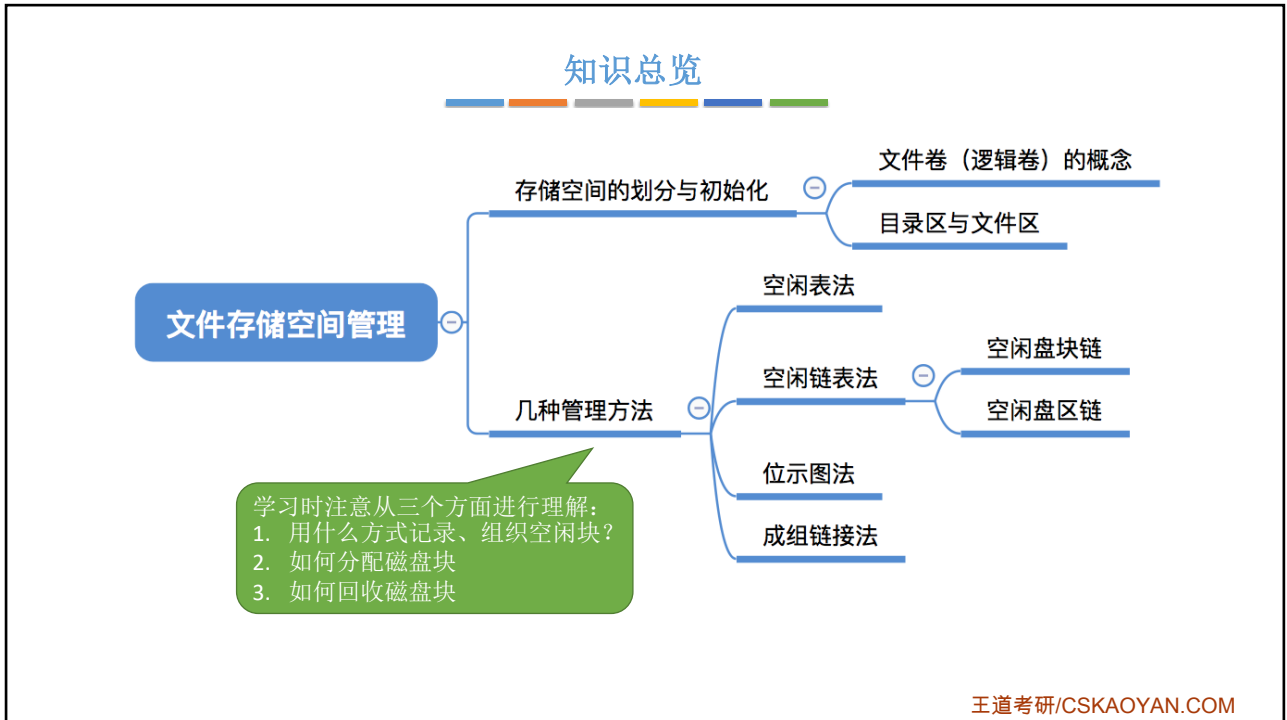 知识总览
文件存储空间管理
存储空间的划分与初始化
文件卷（逻辑卷）的概念
目录区与文件区
几种管理方法
空闲表法
空闲链表法
空闲盘块链
空闲盘区链
位示图法
成组链接法
学习时注意从三个方面进行理解：
1. 用什么方式记录、组织空闲块？
2. 如何分配磁盘块
3. 如何回收磁盘块
王道考研/CSKAOYAN.COM